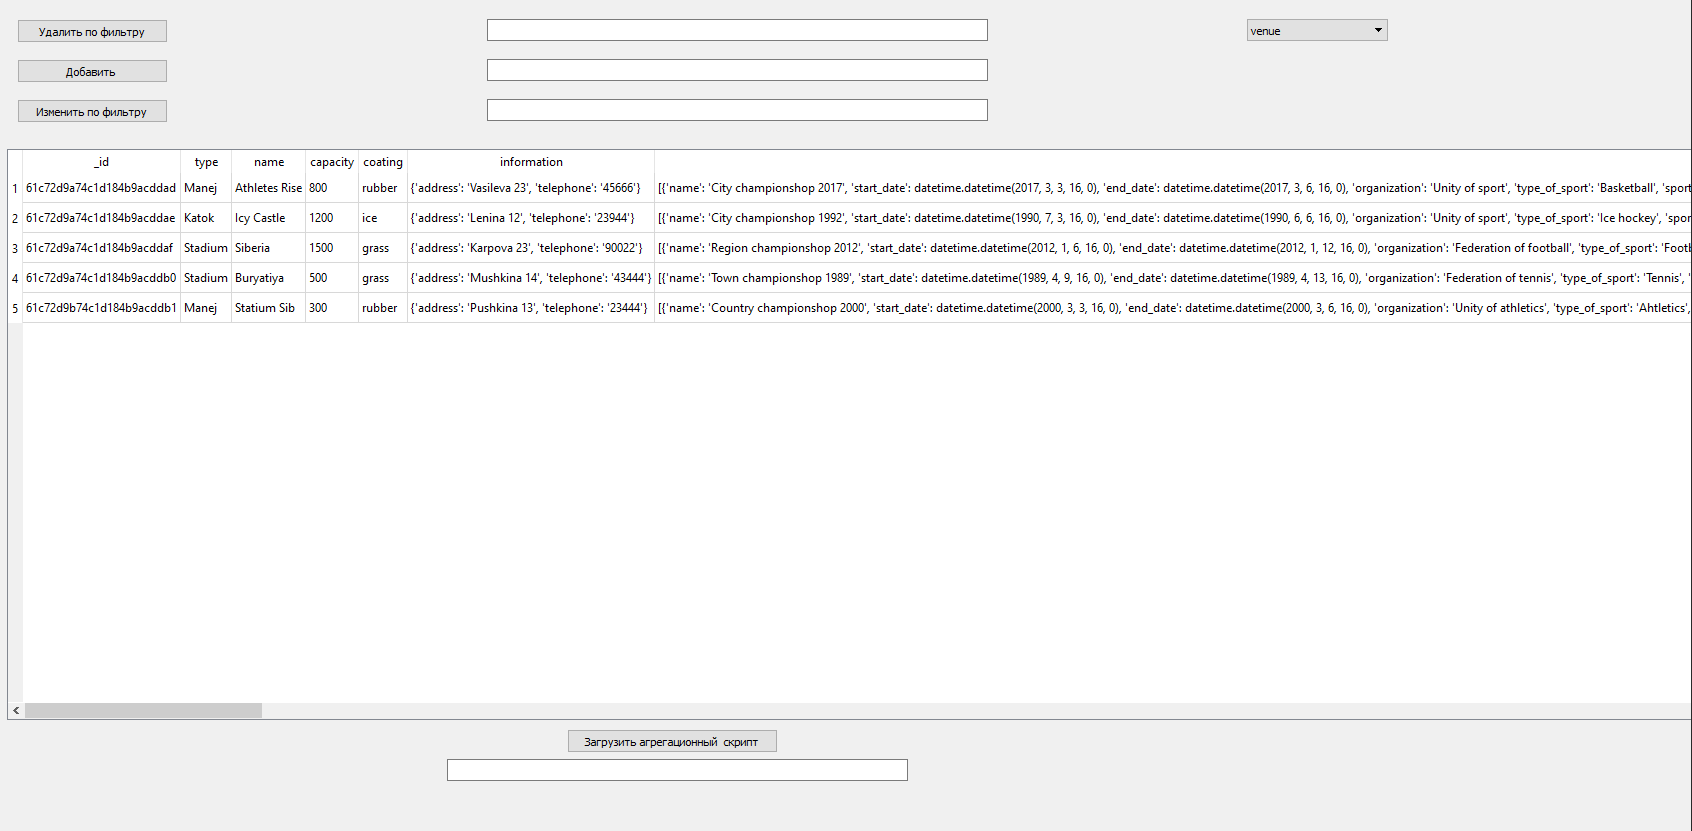 Удалить по фильтру venue
Добавить
Изменить по фильтру
_id type name capacity coating information
1 61c72d9a74c1d184b9acddad Manej Athletes Rise 800 rubber {'address': 'Vasileva 23', 'telephone': '45666'} [{'name': 'City championshop 2017', 'start_date': datetime.datetime(2017, 3, 3, 16, 0), 'end_date': datetime.datetime(2017, 3, 6, 16, 0), 'organization': 'Unity of sport', 'type_of_sport': 'Basketball', 'sport
2 61c72d9a74c1d184b9acddae Katok Icy Castle 1200 ice {'address': 'Lenina 12', 'telephone': '23944'} [{'name': 'City championshop 1992', 'start_date': datetime.datetime(1990, 7, 3, 16, 0), 'end_date': datetime.datetime(1990, 6, 6, 16, 0), 'organization': 'Unity of sport', 'type_of_sport': 'Ice hockey', 'spor
3 61c72d9a74c1d184b9acddaf Stadium Siberia 1500 grass {'address': 'Karpova 23', 'telephone': '90022'} [{'name': 'Region championshop 2012', 'start_date': datetime.datetime(2012, 1, 6, 16, 0), 'end_date': datetime.datetime(2012, 1, 12, 16, 0), 'organization': 'Federation of football', 'type_of_sport': 'Footb
4 61c72d9a74c1d184b9acddb0 Stadium Buryatiya 500 grass {'address': 'Mushkina 14', 'telephone': '43444'} [{'name': 'Town championshop 1989', 'start_date': datetime.datetime(1989, 4, 9, 16, 0), 'end_date': datetime.datetime(1989, 4, 13, 16, 0), 'organization': 'Federation of tennis', 'type_of_sport': 'Tennis', '
5 61c72d9b74c1d184b9acddb1 Manej Statium Sib 300 rubber {'address': 'Pushkina 13', 'telephone': '23444'} [{'name': 'Country championshop 2000', 'start_date': datetime.datetime(2000, 3, 3, 16, 0), 'end_date': datetime.datetime(2000, 3, 6, 16, 0), 'organization': 'Unity of athletics', 'type_of_sport': 'Ahtletics',
Загрузить агрегационный скрипт